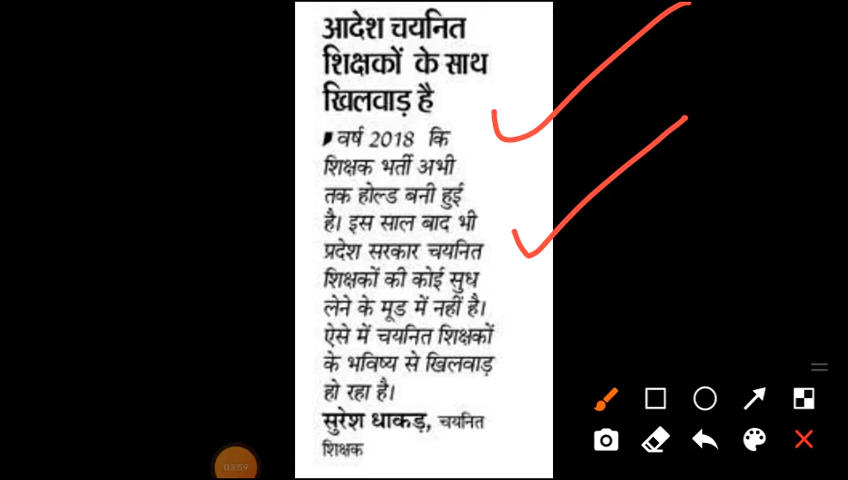 आदेश चयनित
शिक्षकों के साथ
खिलवाड़ है
वर्ष 2018 कि
शिक्षक भर्ती अभी
तक होल्ड बनी हुई
है। इस साल बाद भी
प्रदेश सरकार चयनित
शिक्षकों की कोई सुध
लेने के मूड में नहीं है।
ऐसे में चयनित शिक्षकों
के भविष्य से खिलवाड़
हो रहा है।
सुरेश धाकड़, चयनित
शिक्षक
03:59